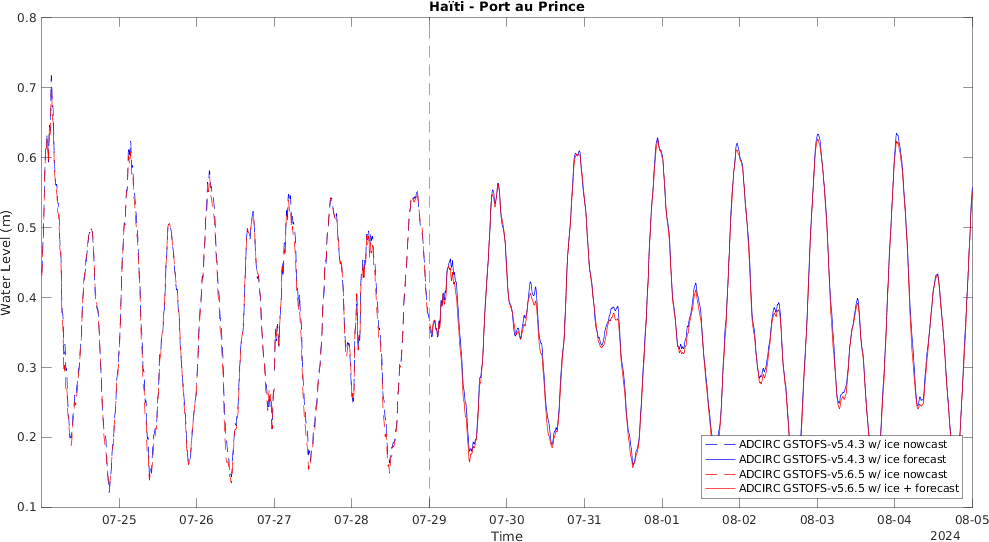 Haïti - Port au Prince
Water Level (m)
0.8
0.7
0.6
0.5
0.4
0.3
0.2
0.1
ADCIRC GSTOFS-v5.4.3 w/ ice nowcast
ADCIRC GSTOFS-v5.4.3 w/ ice forecast
ADCIRC GSTOFS-v5.6.5 w/ ice nowcast
ADCIRC GSTOFS-v5.6.5 w/ ice + forecast
07-25 07-26 07-27 07-28 07-29 07-30 07-31 08-01 08-02 08-03 08-04 08-05
Time
2024